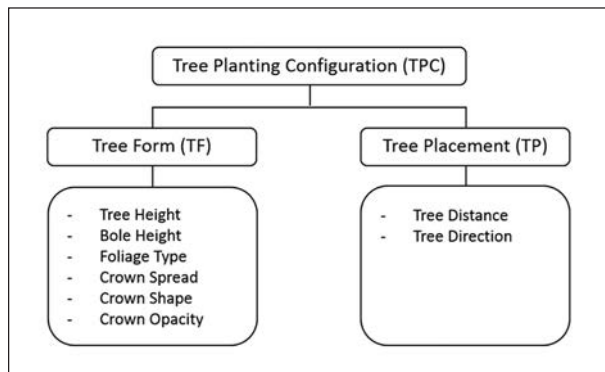 Tree Planting Configuration (TPC)
Tree Form (TF)
- Tree Height
- Bole Height
- Foliage Type
- Crown Spread
- Crown Shape
- Crown Opacity
Tree Placement (TP)
- Tree Distance
- Tree Direction